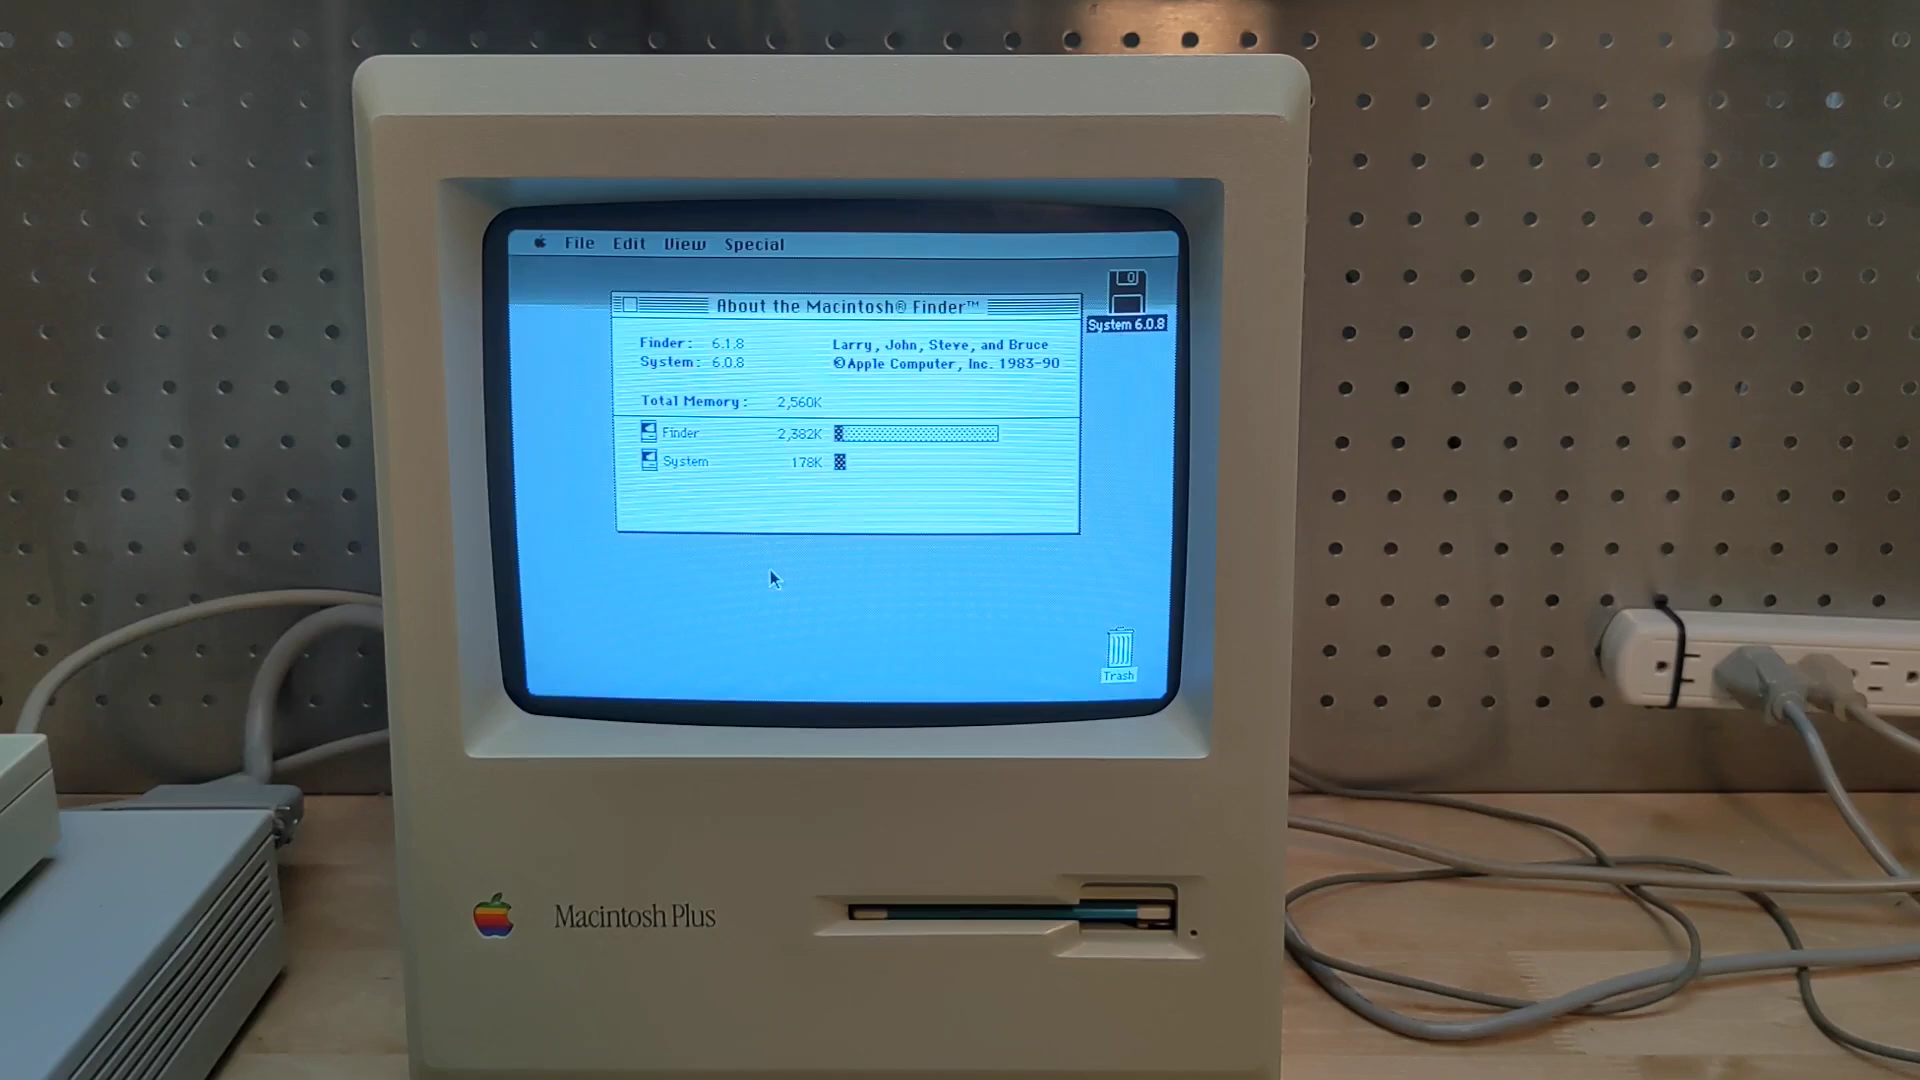 File Edit View Special
About the Macintosh® Finder™
Finder: 6.1.8
Larry, John, Steve, and Bruce
System: 6.0.8
©Apple Computer, Inc. 1983-90
Total Memory: 2,560K
Finder 2,382K
System 178K
System 6.0.8
Trash
Macintosh Plus